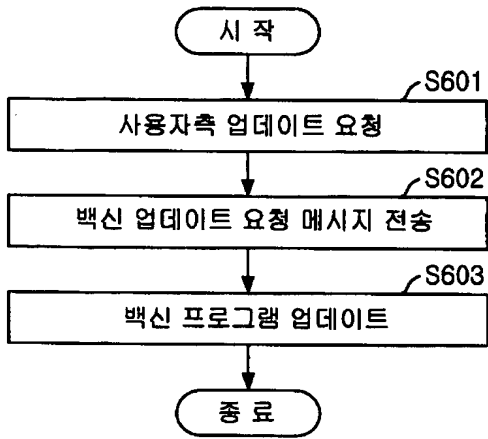 시 작
S601
사용자측 업데이트 요청
S602
백신 업데이트 요청 메시지 전송
S603
백신 프로그램 업데이트
종 료